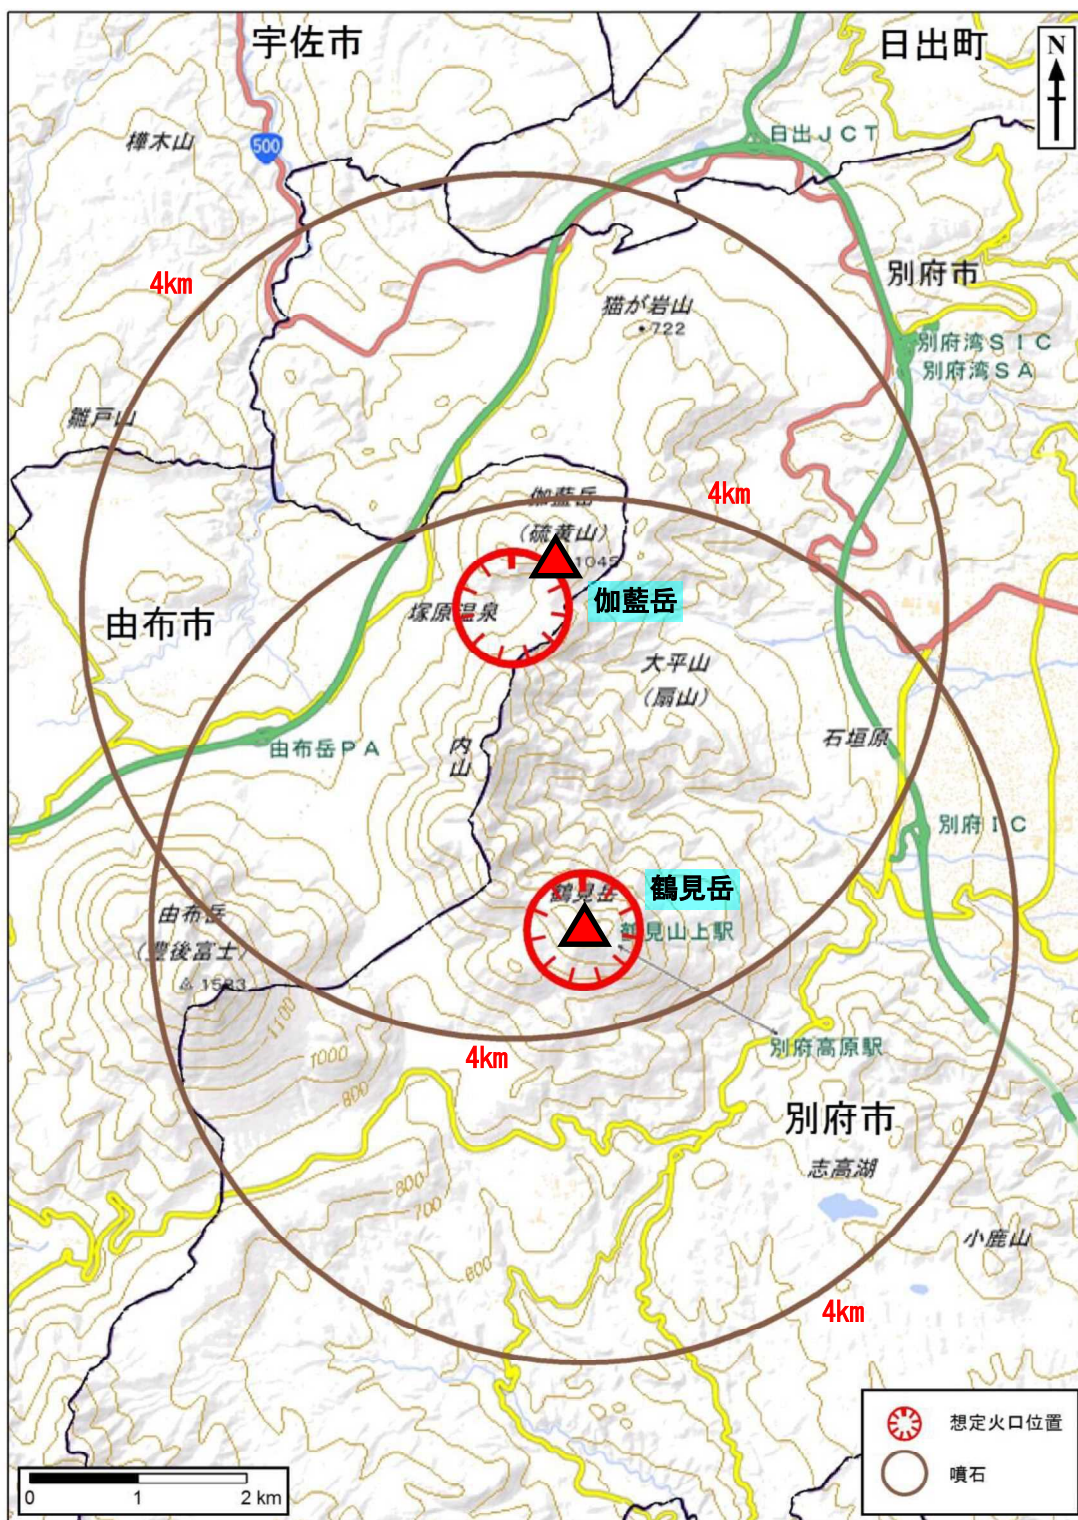 宇佐市
日出町
N
樺木山
500
日出JCT
4km
別府市
猫が岩山
・722
別府湾SIC
別府湾SA
雛戸山
4km
伽藍岳
(硫黄山)
1045
伽藍岳
塚原温泉
由布市
大平山
(扇山)
石垣原
内山
由布岳PA
別府IC
鶴見岳
鶴見岳
由布岳
(豊後富士)
1583
鶴見山上駅
1100
1000
800
4km
別府高原駅
別府市
志高湖
800
700
600
小鹿山
4km
想定火口位置
噴石
0 1 2 km